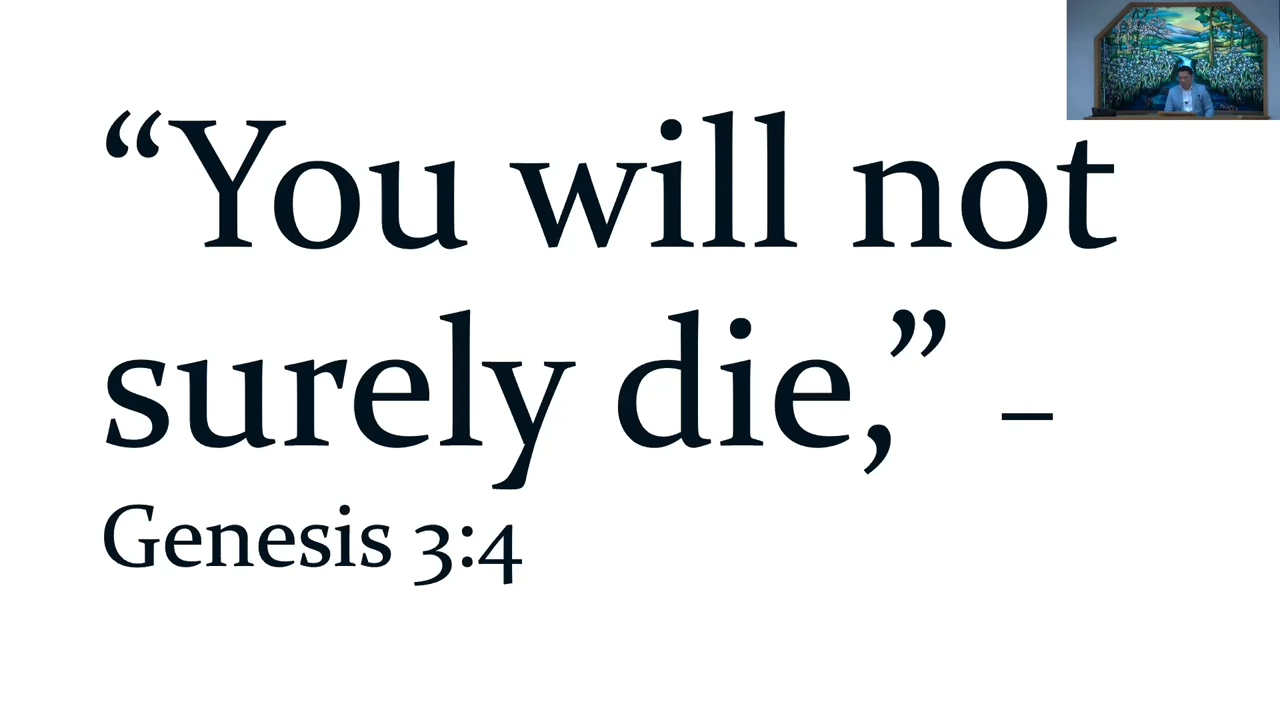 “You will not
surely die,” –
Genesis 3:4